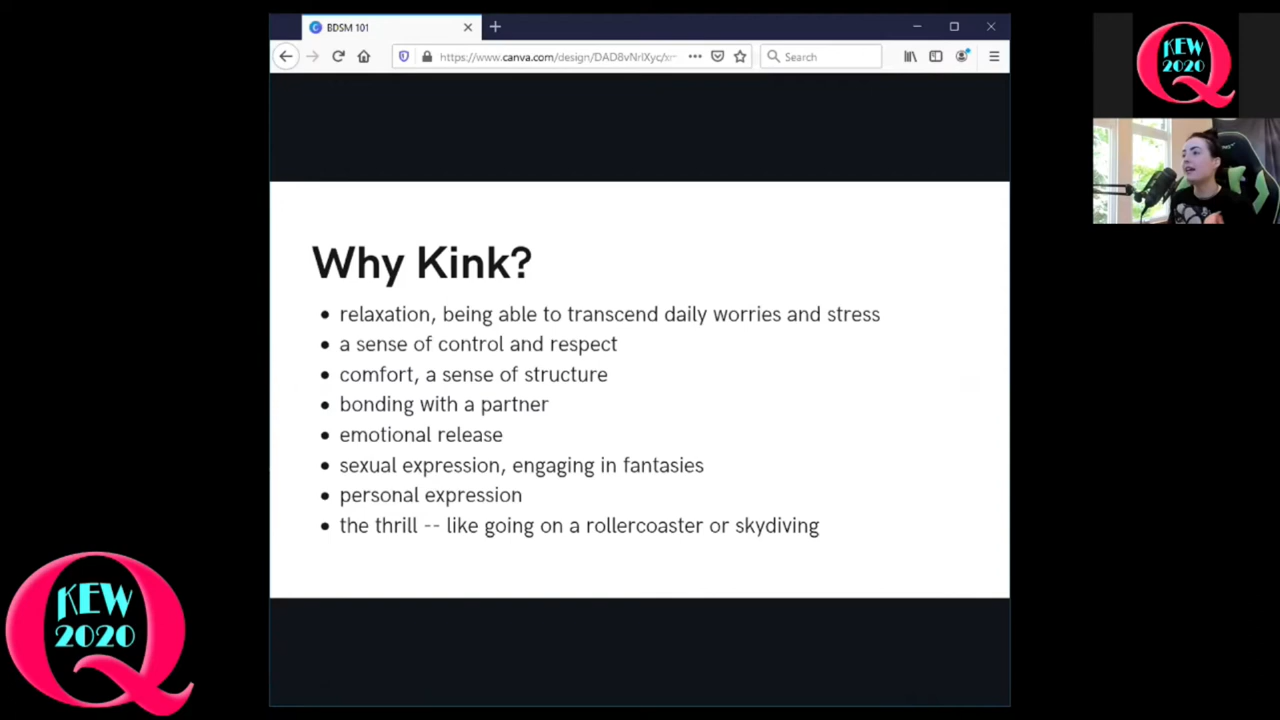 BDSM 101
https://www.canva.com/design/DAD8vNrlXyc/x
Search
KEW
2020
Why Kink?
relaxation, being able to transcend daily worries and stress
a sense of control and respect
comfort, a sense of structure
bonding with a partner
emotional release
sexual expression, engaging in fantasies
personal expression
the thrill -- like going on a rollercoaster or skydiving
KEW
2020